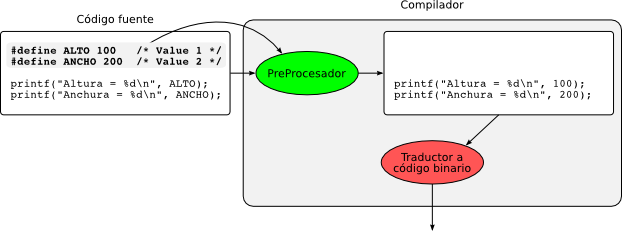 Compilador
Código fuente
#define ALTO 100   /* Value 1 */
#define ANCHO 200  /* Value 2 */
printf("Altura = %d\n", ALTO);
printf("Anchura = %d\n", ANCHO);
PreProcesador
printf("Altura = %d\n", 100);
printf("Anchura = %d\n", 200);
Traductor a
código binario